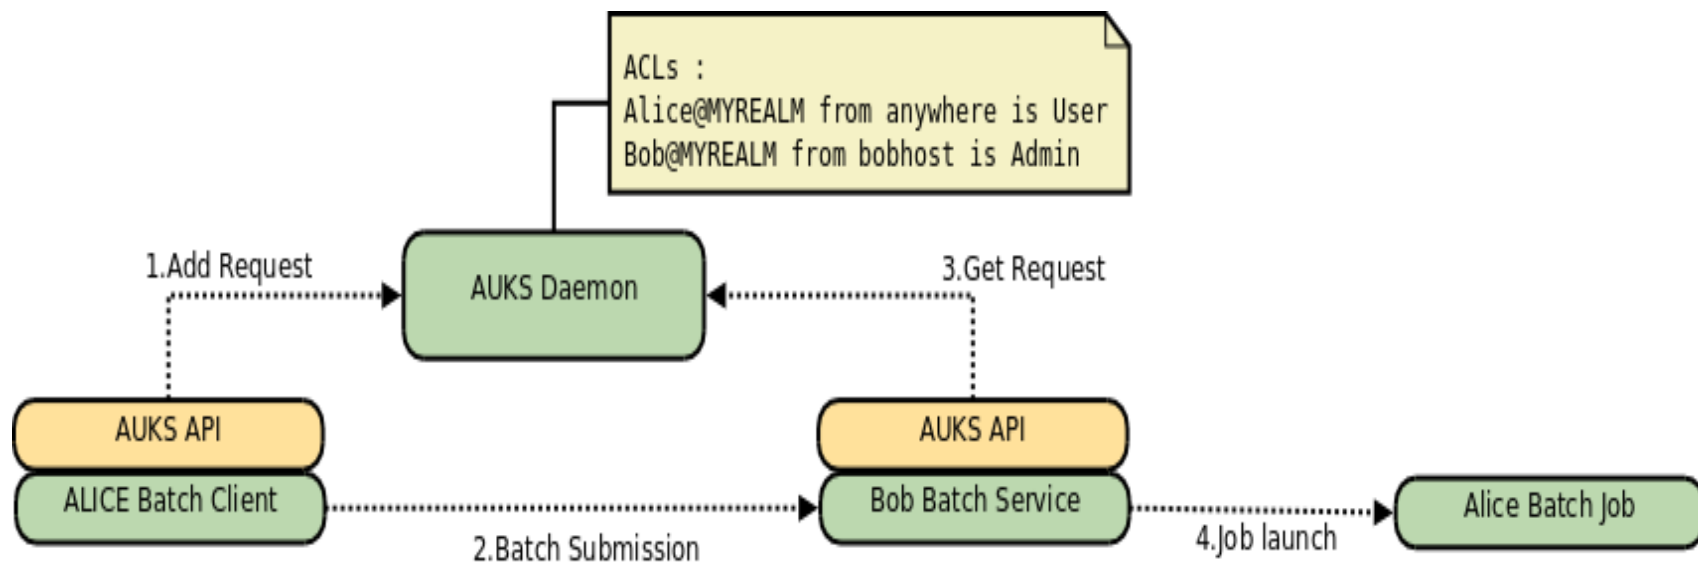 ACLs :
Alice@MYREALM from anywhere is User
Bob@MYREALM from bobhost is Admin
1.Add Request
AUKS Daemon
3.Get Request
AUKS API
AUKS API
ALICE Batch Client
Bob Batch Service
Alice Batch Job
2.Batch Submission
4.Job launch